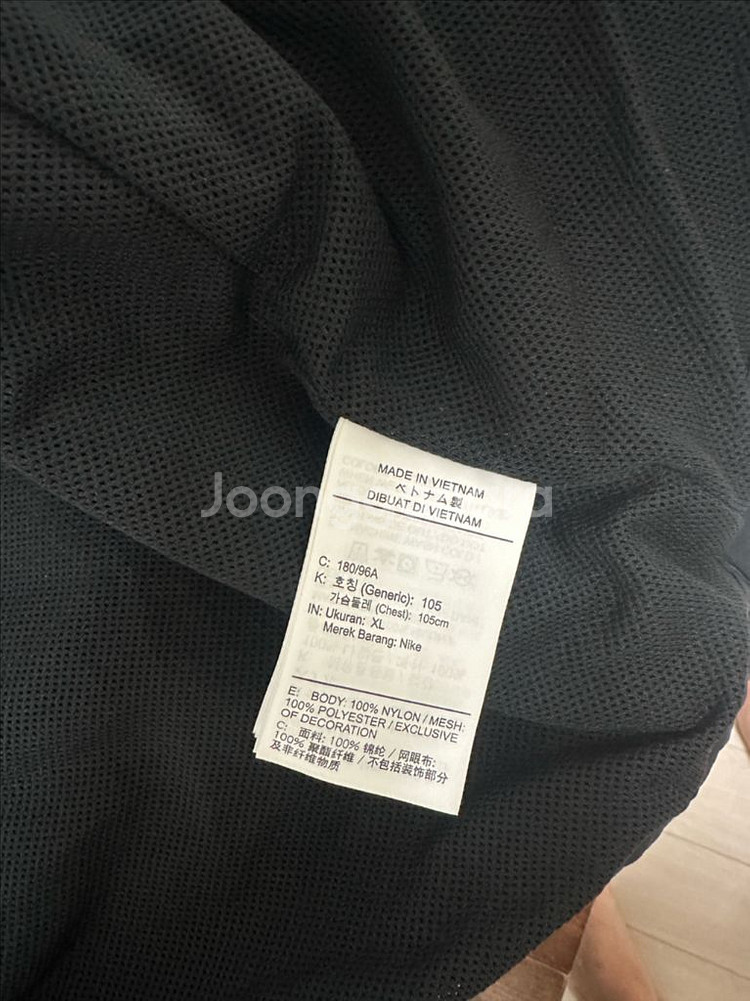 MADE IN VIETNAM
ベトナム製
DIBUAT DI VIETNAM
C: 180/96A
K: 호칭 (Generic): 105
가슴둘레 (Chest): 105cm
IN: Ukuran: XL
Merek Barang: Nike
E: BODY: 100% NYLON / MESH:
100% POLYESTER / EXCLUSIVE
OF DECORATION
C: 面料: 100% 锦纶 / 网眼布:
100% 聚酯纤维 / 不包括装饰部分
及非纤维物质